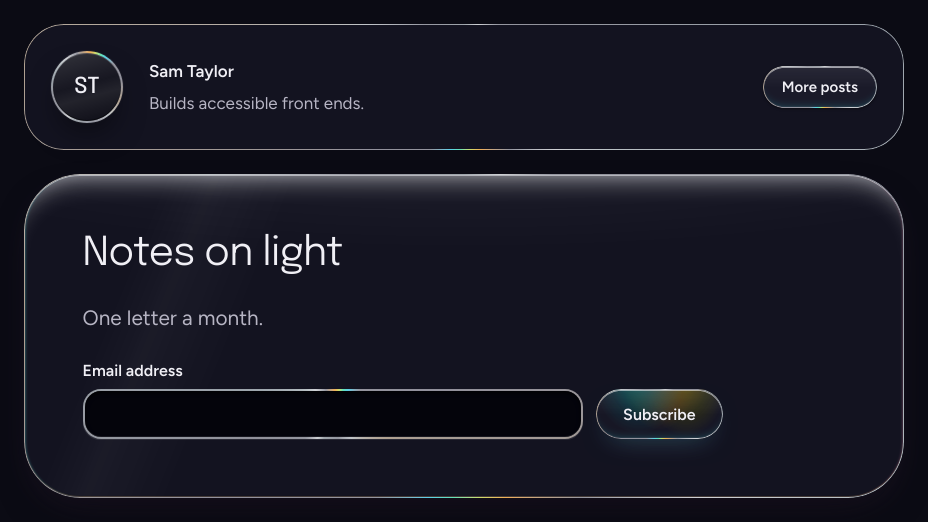 ST
Sam Taylor
Builds accessible front ends.
More posts
Notes on light
One letter a month.
Email address
Subscribe